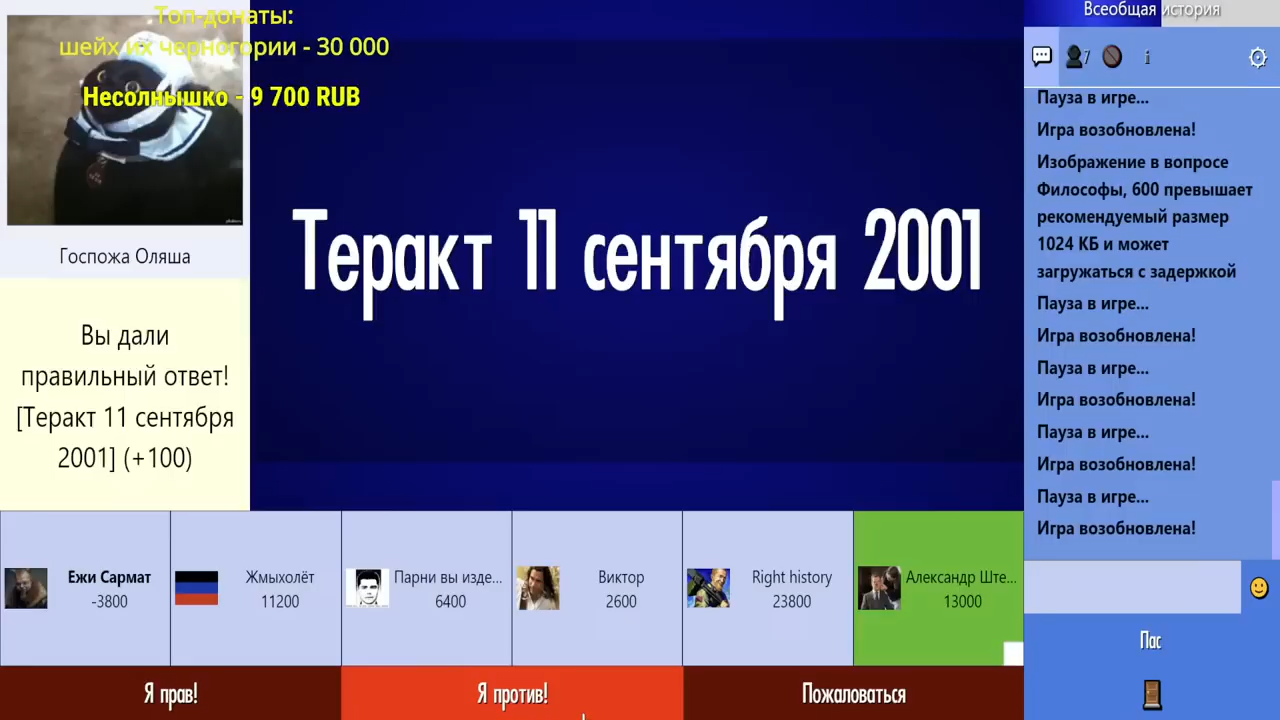 Топ-донаты:
шейх их черногории - 30 000
Несолнышко - 9 700 RUB
Госпожа Оляша
Вы дали
правильный ответ!
[Теракт 11 сентября
2001] (+100)
Теракт 11 сентября 2001
Всеобщая история
7
i
Пауза в игре...
Игра возобновлена!
Изображение в вопросе
Философы, 600 превышает
рекомендуемый размер
1024 КБ и может
загружаться с задержкой
Пауза в игре...
Игра возобновлена!
Пауза в игре...
Игра возобновлена!
Пауза в игре...
Игра возобновлена!
Пауза в игре...
Игра возобновлена!
Ежи Сармат
-3800
Жмыхолёт
11200
Парни вы изде...
6400
Виктор
2600
Right history
23800
Александр Ште...
13000
Пас
Я прав!
Я против!
Пожаловаться